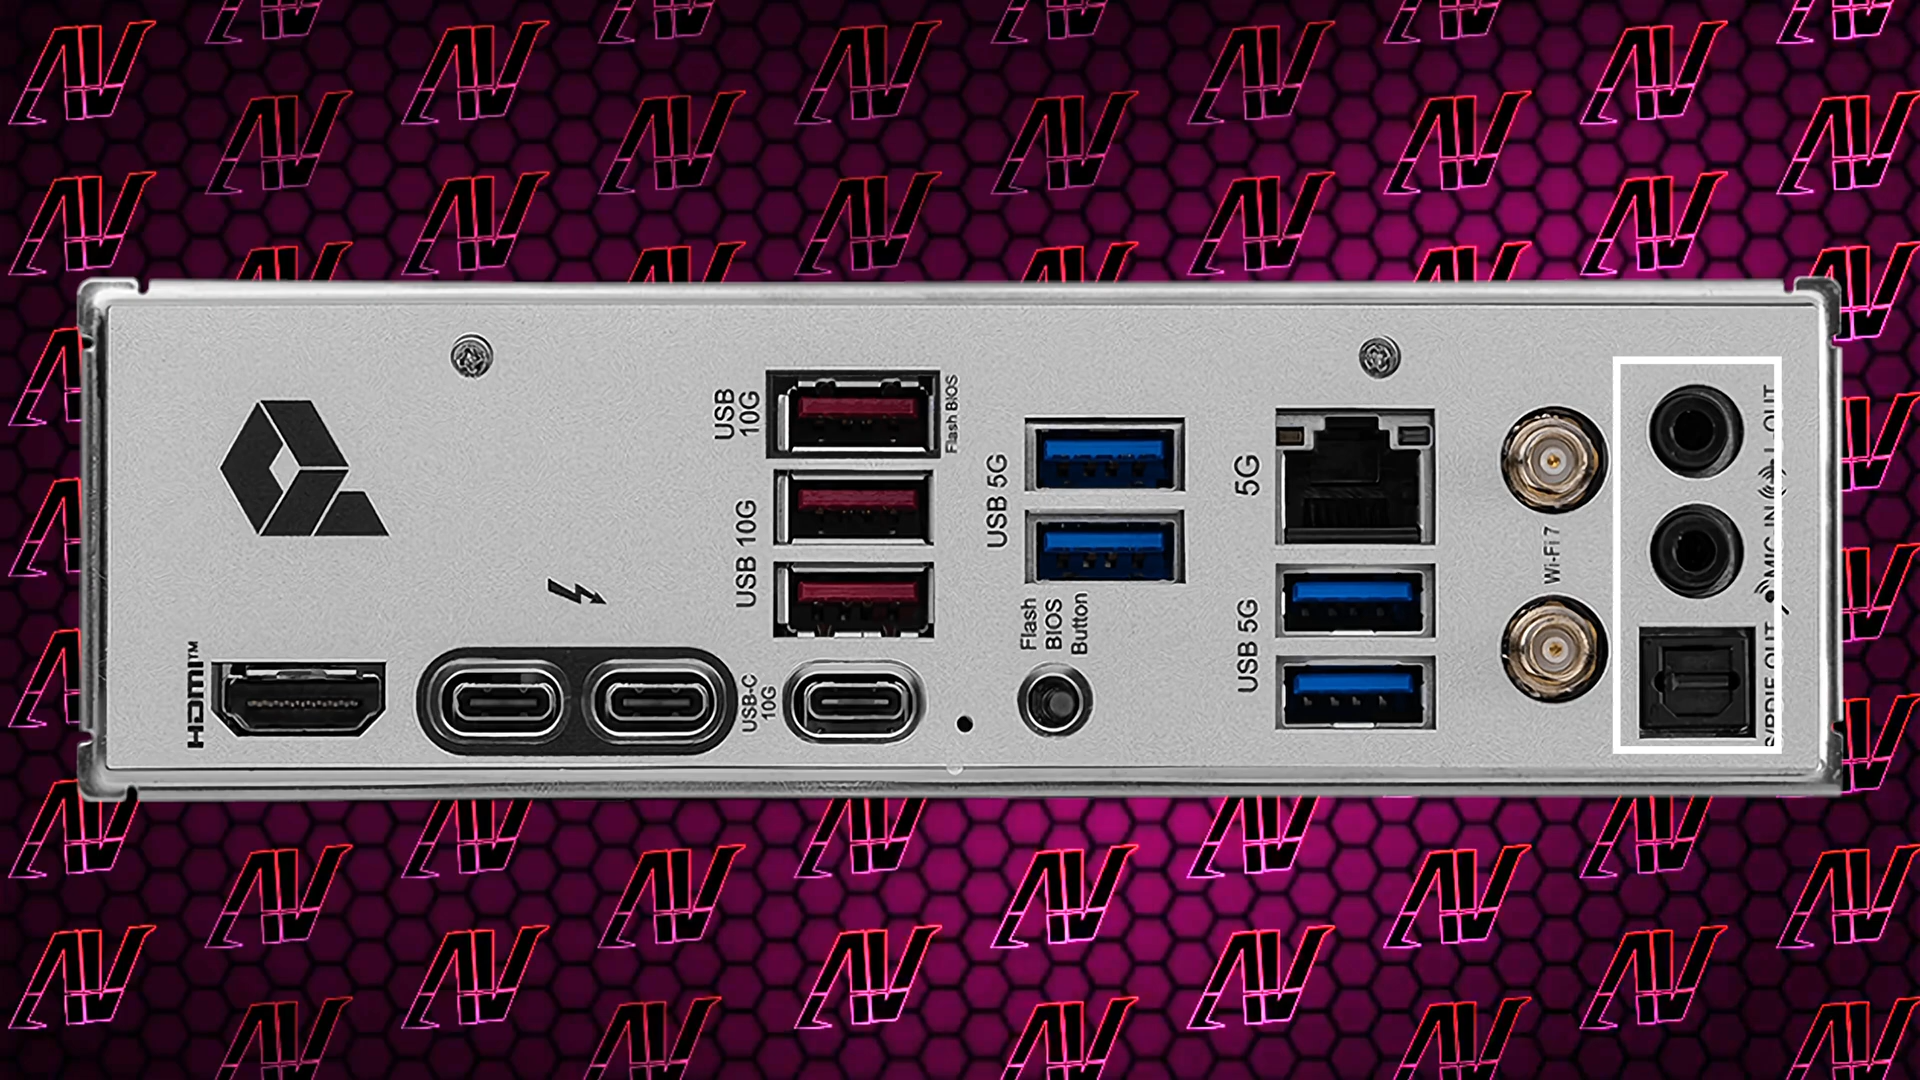 HDMI™
USB-C
10G
USB
10G
Flash BIOS
USB 10G
USB 5G
Flash
BIOS
Button
5G
USB 5G
Wi-Fi 7
L OUT
MIC IN
S/PDIF OUT